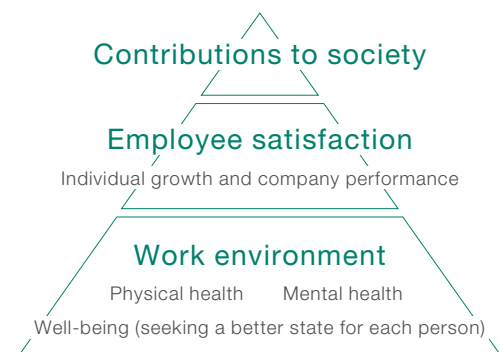 Contributions to society
Employee satisfaction
Individual growth and company performance
Work environment
Physical health Mental health
Well-being (seeking a better state for each person)